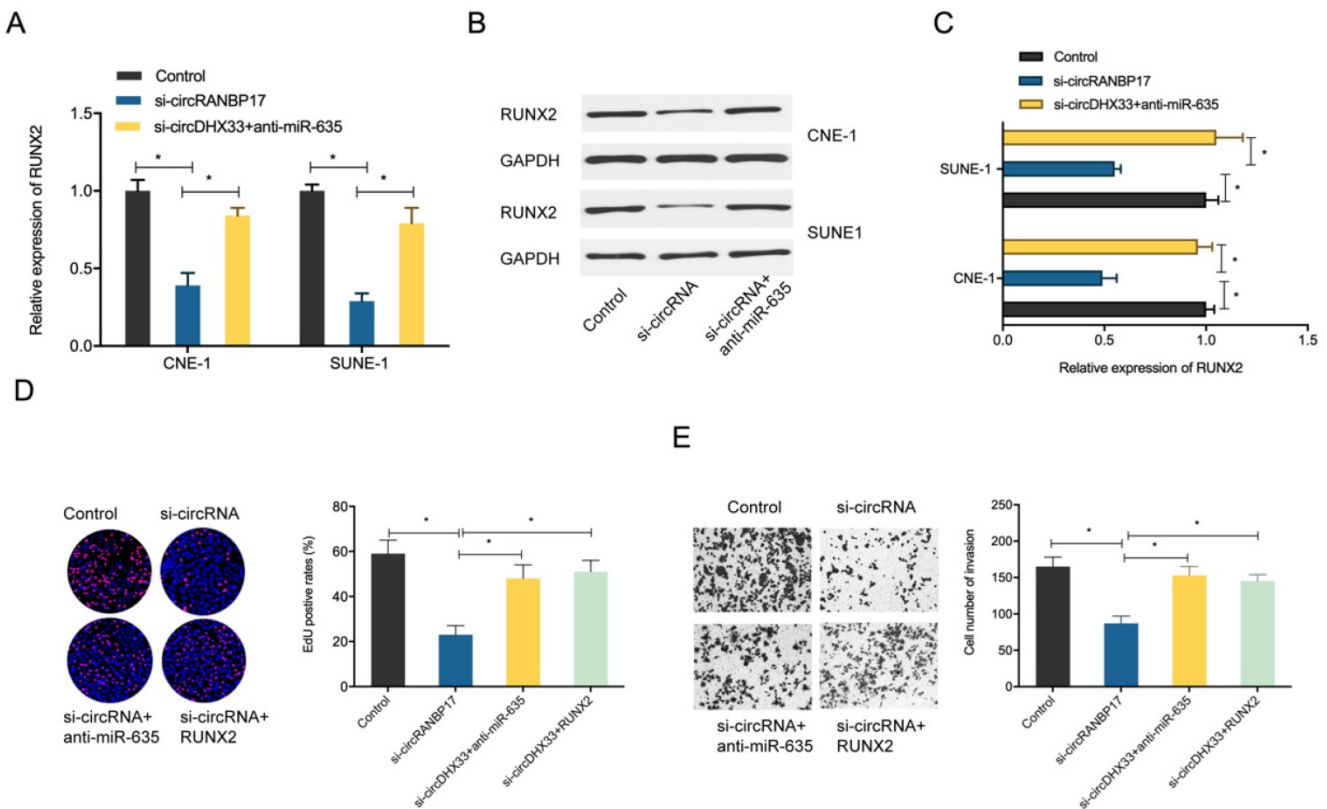 A
Control
si-circRANBP17
si-circDHX33+anti-miR-635
Relative expression of RUNX2
1.5
1.0
0.5
0.0
*
*
*
*
CNE-1
SUNE-1
B
RUNX2
GAPDH
CNE-1
RUNX2
GAPDH
SUNE1
Control
si-circRNA
si-circRNA+
anti-miR-635
C
Control
si-circRANBP17
si-circDHX33+anti-miR-635
SUNE-1
*
*
CNE-1
*
*
0.0
0.5
1.0
1.5
Relative expression of RUNX2
D
Control
si-circRNA
si-circRNA+
anti-miR-635
si-circRNA+
RUNX2
EdU postive rates (%)
80
60
40
20
0
*
*
*
Control
si-circRANBP17
si-circDHX33+anti-miR-635
si-circDHX33+RUNX2
E
Control
si-circRNA
si-circRNA+
anti-miR-635
si-circRNA+
RUNX2
Cell number of invasion
250
200
150
100
50
0
*
*
*
Control
si-circRANBP17
si-circDHX33+anti-miR-635
si-circDHX33+RUNX2